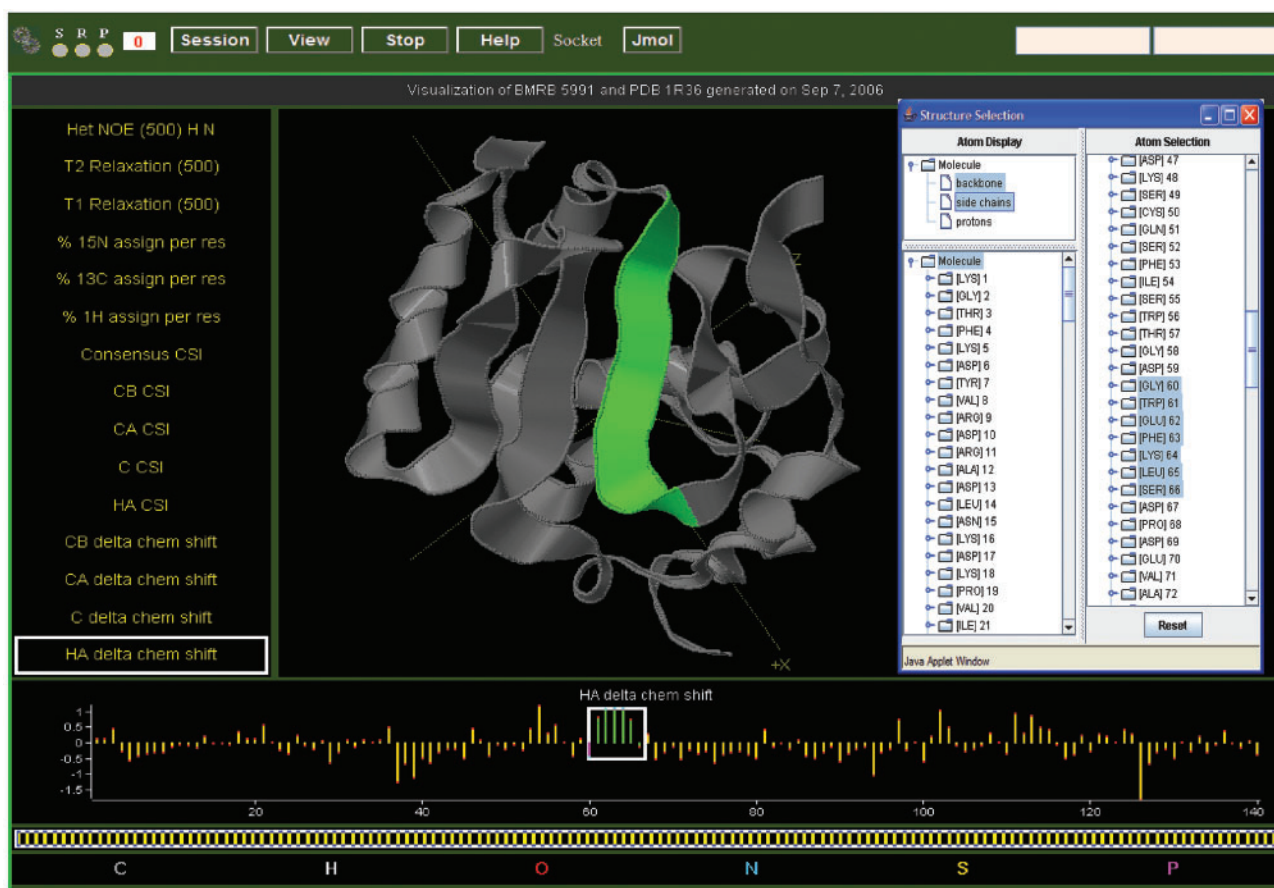 S R P
0 Session View Stop Help Socket Jmol
Visualization of BMRB 5991 and PDB 1R36 generated on Sep 7, 2006
Het NOE (500) H N
T2 Relaxation (500)
T1 Relaxation (500)
% 15N assign per res
% 13C assign per res
% 1H assign per res
Consensus CSI
CB CSI
CA CSI
C CSI
HA CSI
CB delta chem shift
CA delta chem shift
C delta chem shift
HA delta chem shift
Z
+X
Structure Selection
Atom Display
Molecule
backbone
side chains
protons
Molecule
[LYS] 1
[GLY] 2
[THR] 3
[PHE] 4
[LYS] 5
[ASP] 6
[TYR] 7
[VAL] 8
[ARG] 9
[ASP] 10
[ARG] 11
[ALA] 12
[ASP] 13
[LEU] 14
[ASN] 15
[LYS] 16
[ASP] 17
[LYS] 18
[PRO] 19
[VAL] 20
[ILE] 21
Atom Selection
[ASP] 47
[LYS] 48
[SER] 49
[CYS] 50
[GLN] 51
[SER] 52
[PHE] 53
[ILE] 54
[SER] 55
[TRP] 56
[THR] 57
[GLY] 58
[ASP] 59
[GLY] 60
[TRP] 61
[GLU] 62
[PHE] 63
[LYS] 64
[LEU] 65
[SER] 66
[ASP] 67
[PRO] 68
[ASP] 69
[GLU] 70
[VAL] 71
[ALA] 72
Reset
Java Applet Window
HA delta chem shift
1
0.5
0
-0.5
-1
-1.5
20 40 60 80 100 120 140
C H O N S P